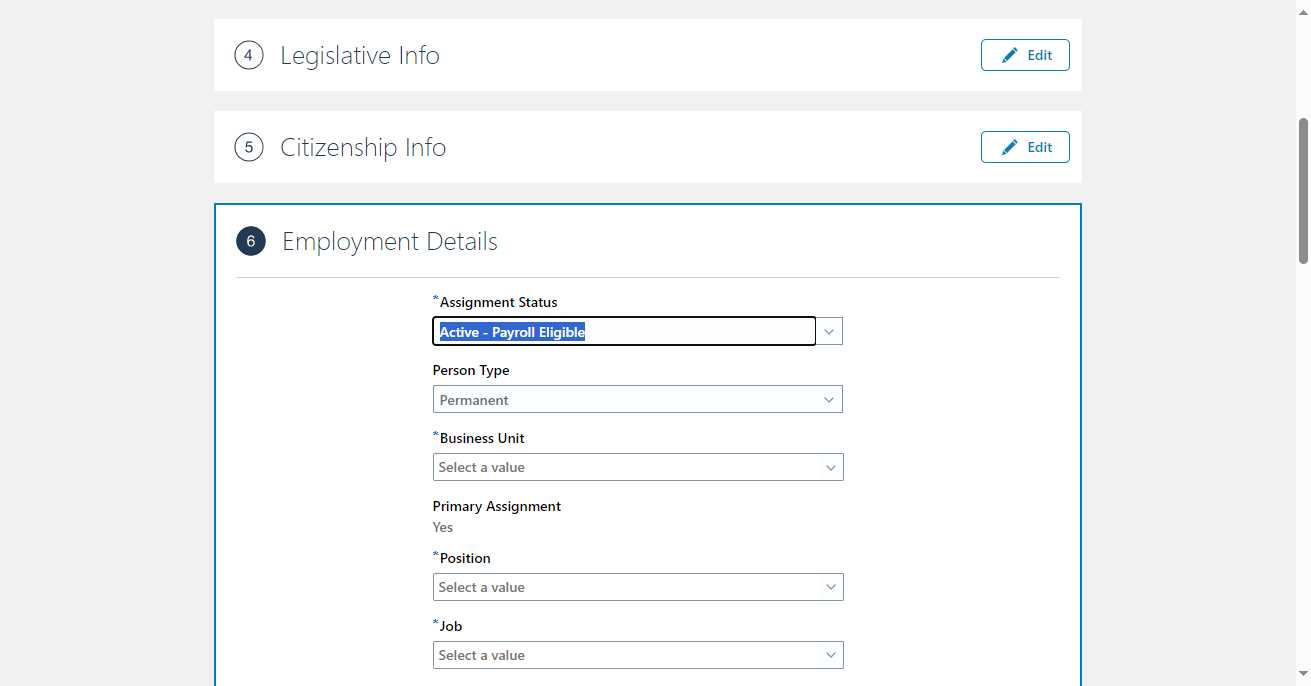 4 Legislative Info Edit
5 Citizenship Info Edit
6 Employment Details
*Assignment Status
Active - Payroll Eligible
Person Type
Permanent
*Business Unit
Select a value
Primary Assignment
Yes
*Position
Select a value
*Job
Select a value